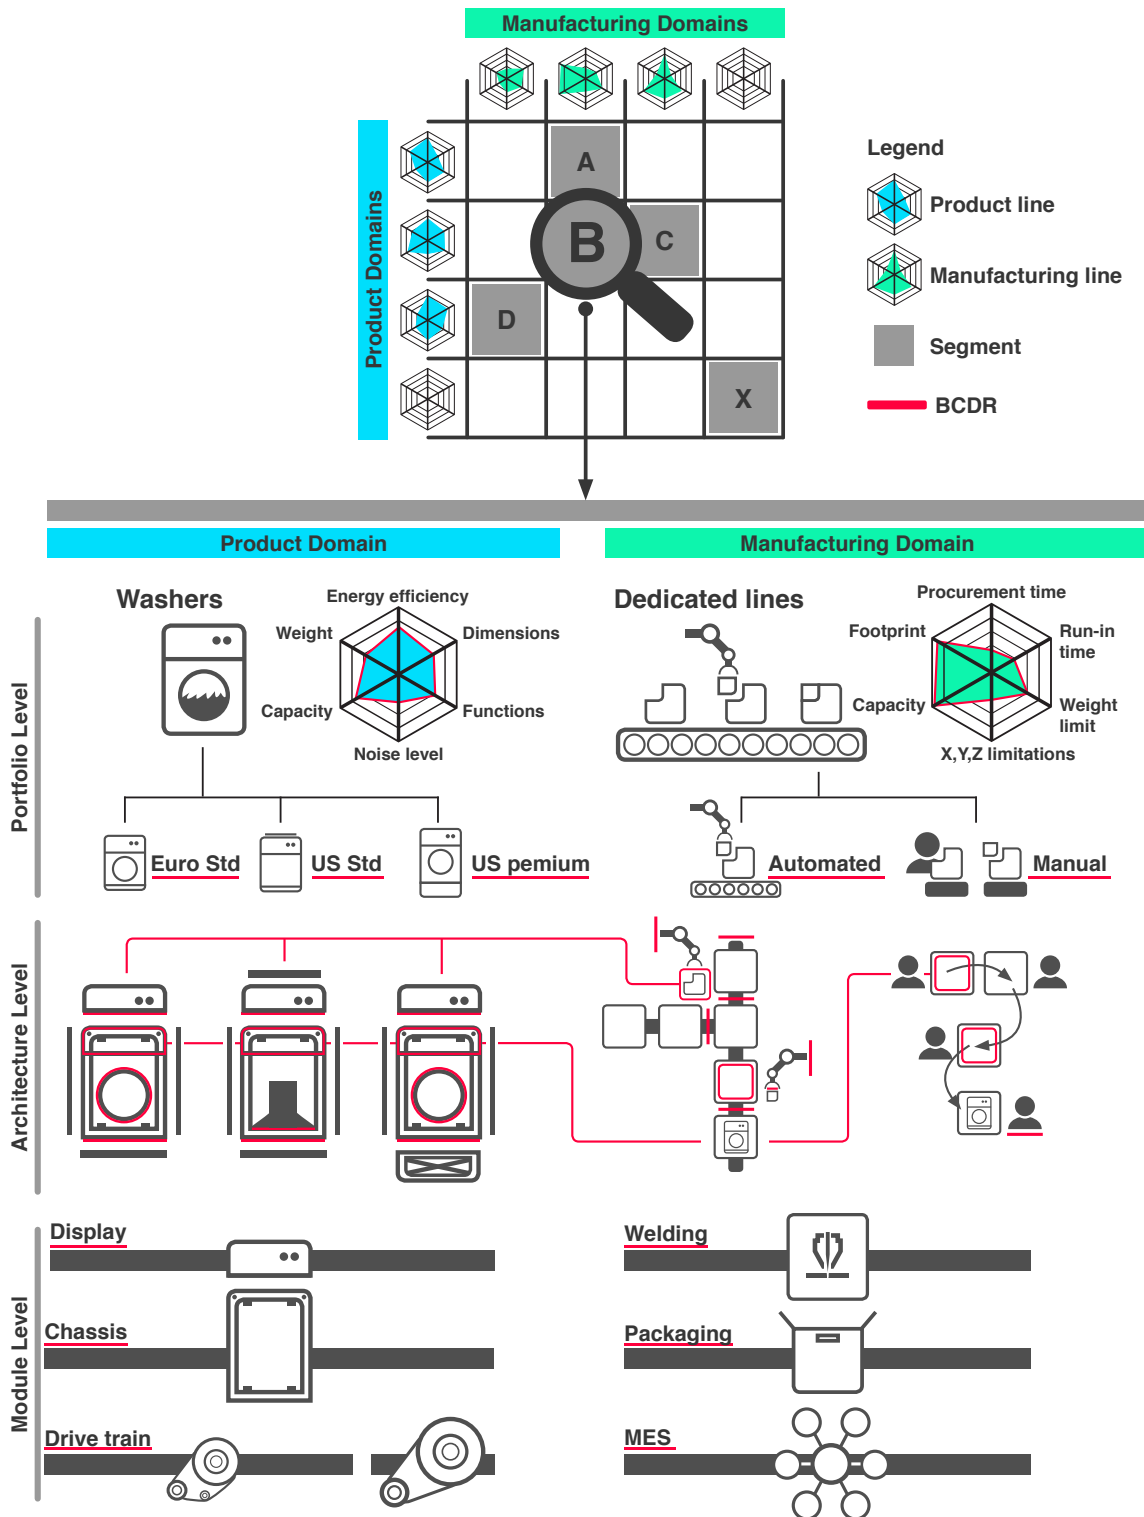 Manufacturing Domains
Product Domains
A
B
C
D
X
Legend
Product line
Manufacturing line
Segment
BCDR
Product Domain
Manufacturing Domain
Portfolio Level
Washers
Energy efficiency
Weight
Dimensions
Capacity
Functions
Noise level
Dedicated lines
Procurement time
Footprint
Run-in
time
Capacity
Weight
limit
X,Y,Z limitations
Euro Std
US Std
US pemium
Automated
Manual
Architecture Level
Module Level
Display
Chassis
Drive train
Welding
Packaging
MES